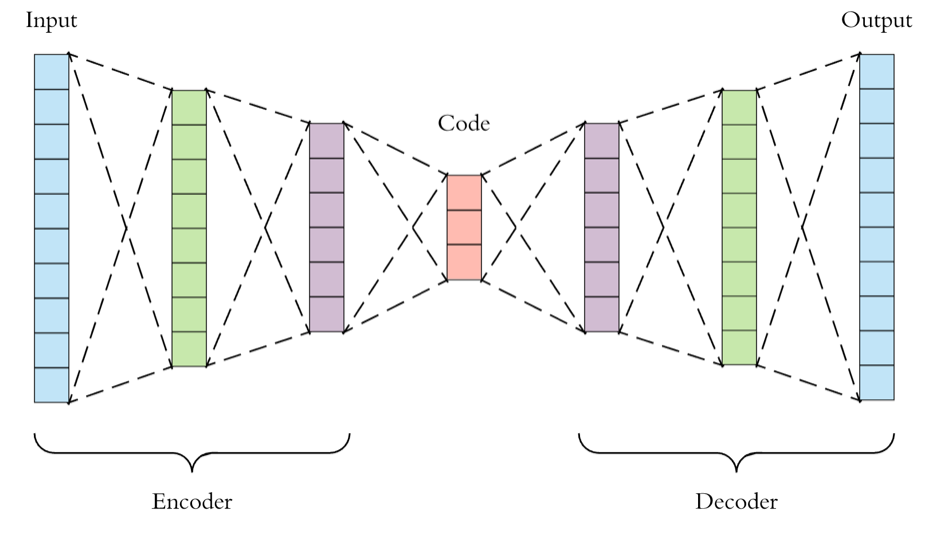 Input
Output
Code
Encoder
Decoder